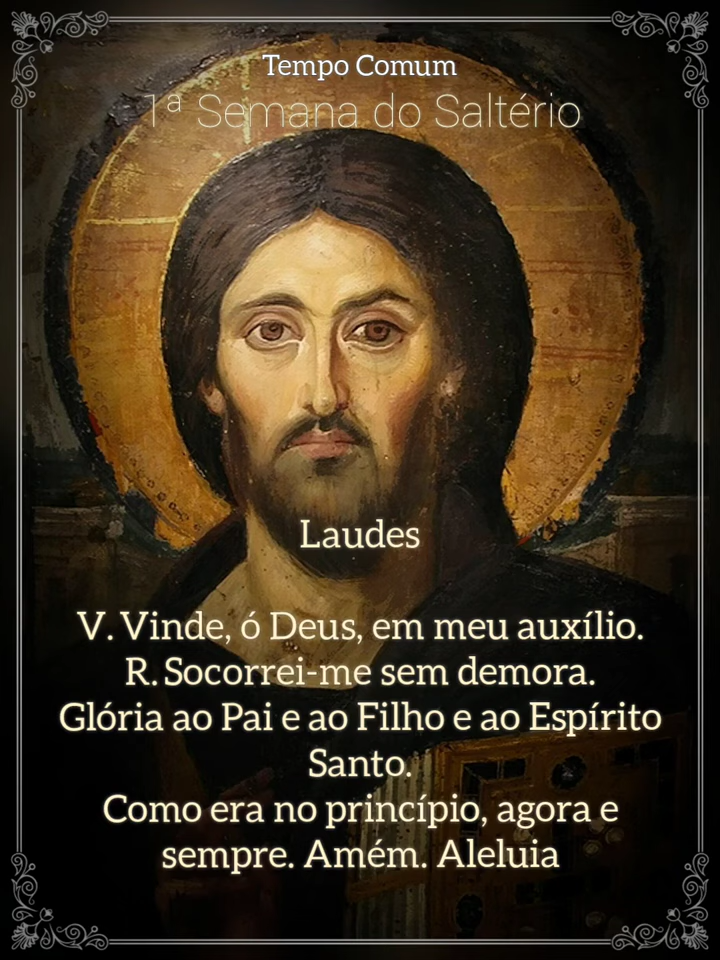 Tempo Comum
1ª Semana do Saltério
Laudes
V. Vinde, ó Deus, em meu auxílio.
R. Socorrei-me sem demora.
Glória ao Pai e ao Filho e ao Espírito
Santo.
Como era no princípio, agora e
sempre. Amém. Aleluia